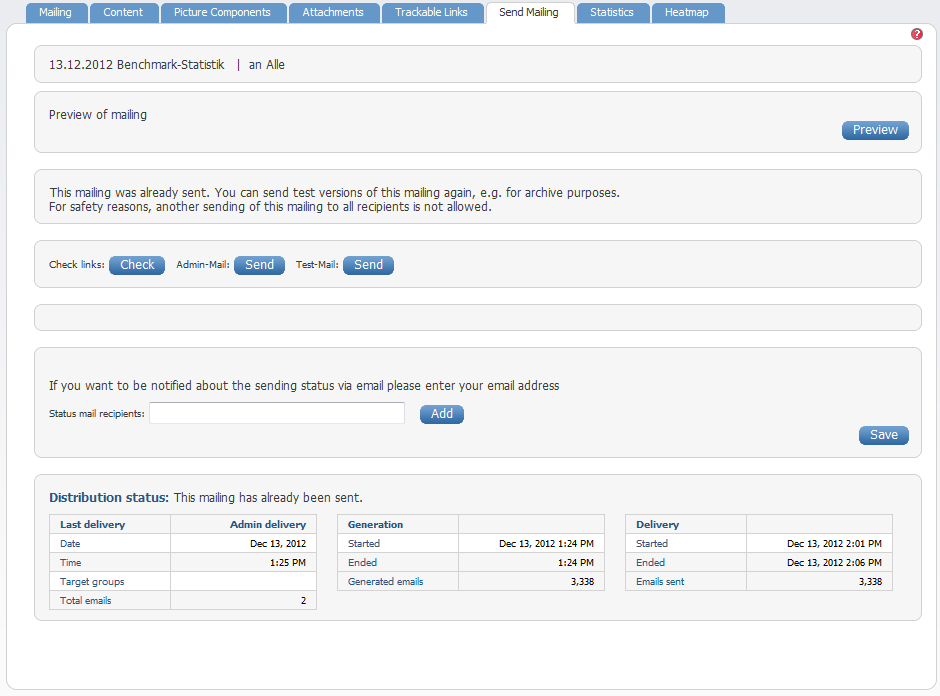 Mailing Content Picture Components Attachments Trackable Links Send Mailing Statistics Heatmap
?
13.12.2012 Benchmark-Statistik | an Alle
Preview of mailing
Preview
This mailing was already sent. You can send test versions of this mailing again, e.g. for archive purposes.
For safety reasons, another sending of this mailing to all recipients is not allowed.
Check links: Check Admin-Mail: Send Test-Mail: Send
If you want to be notified about the sending status via email please enter your email address
Status mail recipients: Add
Save
Distribution status: This mailing has already been sent.
Last delivery Admin delivery
Date Dec 13, 2012
Time 1:25 PM
Target groups
Total emails 2
Generation
Started Dec 13, 2012 1:24 PM
Ended 1:24 PM
Generated emails 3,338
Delivery
Started Dec 13, 2012 2:01 PM
Ended Dec 13, 2012 2:06 PM
Emails sent 3,338